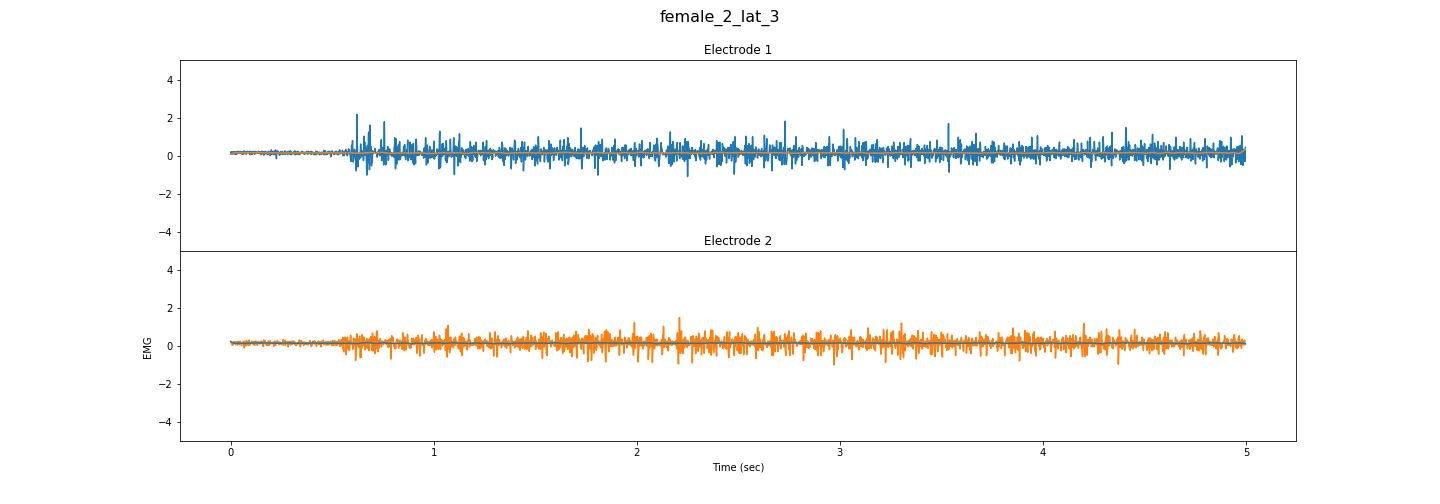 female_2_lat_3
Electrode 1
4
2
0
−2
−4
Electrode 2
4
2
0
−2
−4
EMG
0 1 2 3 4 5
Time (sec)